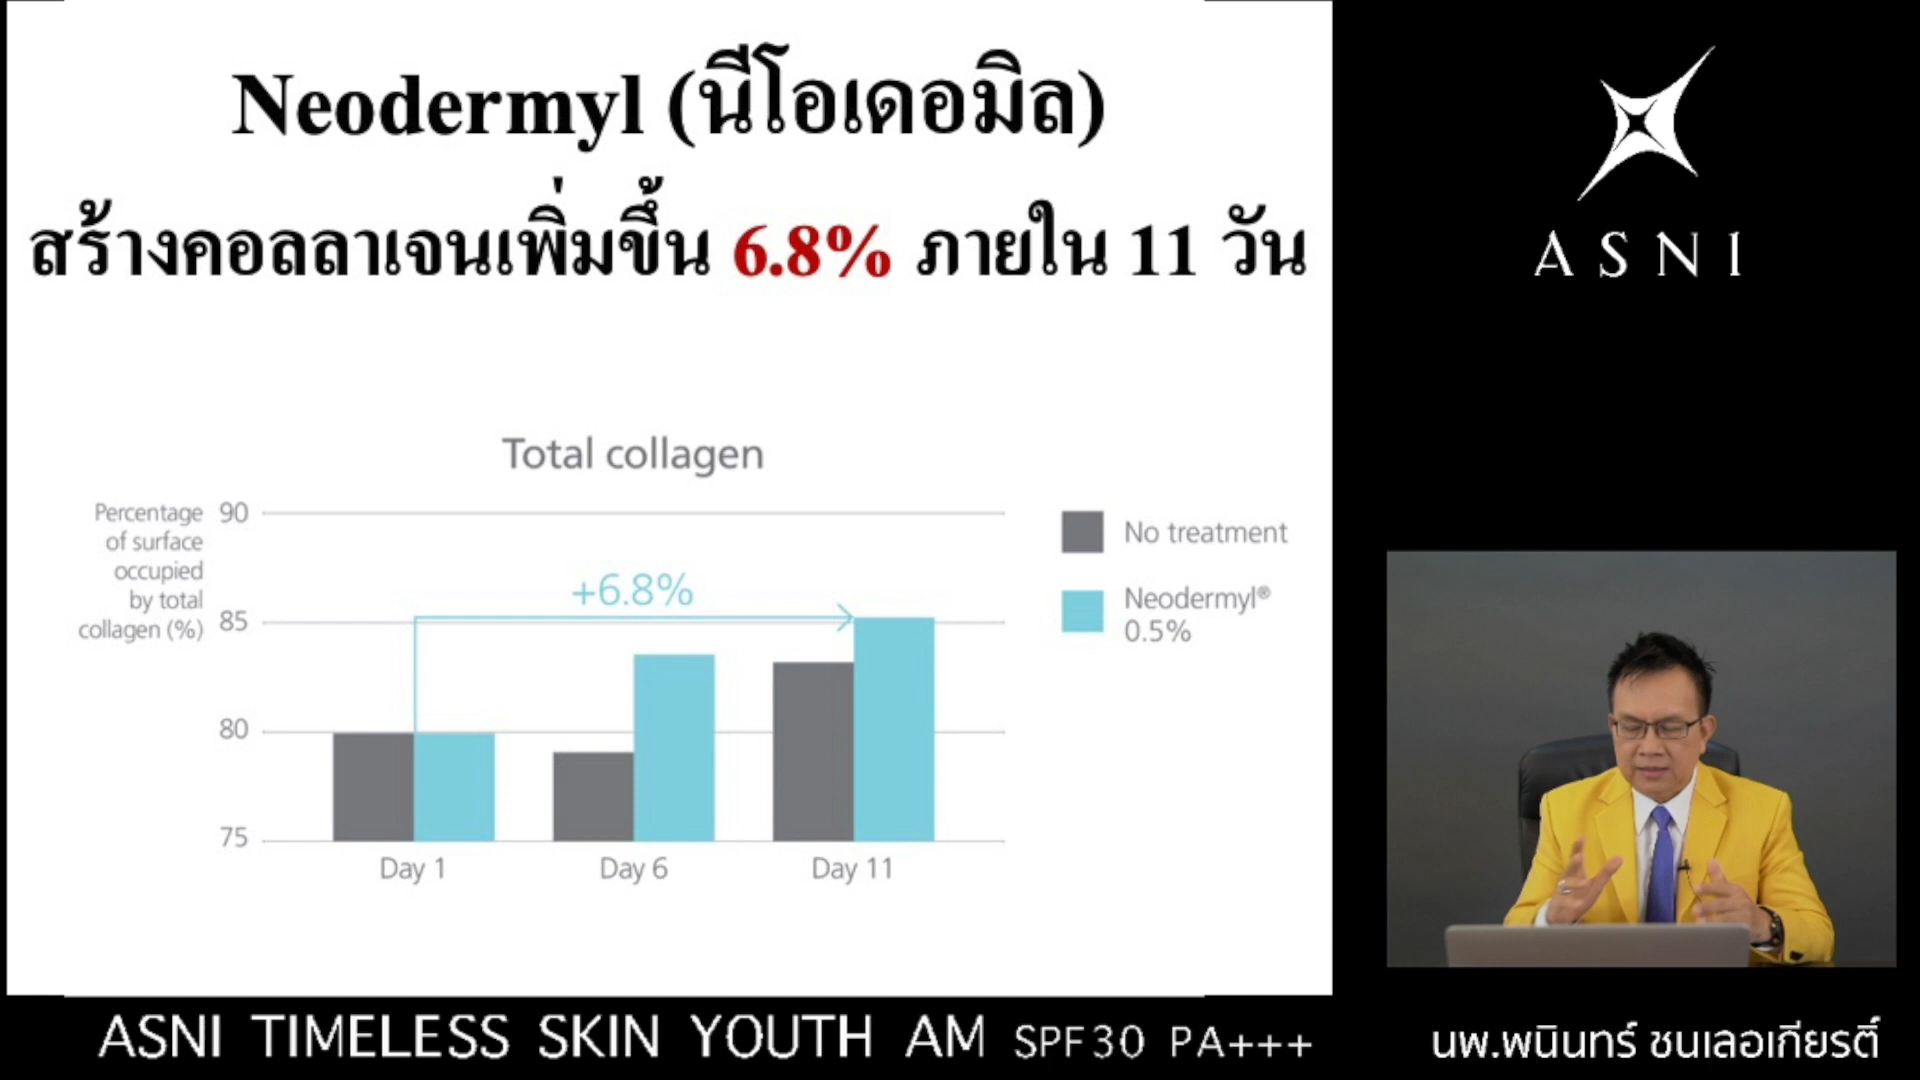 Neodermyl (นีโอเดอมิล)
สร้างคอลลาเจนเพิ่มขึ้น 6.8% ภายใน 11 วัน
Total collagen
Percentage
of surface
occupied
by total
collagen (%)
90
85
80
75
+6.8%
Day 1
Day 6
Day 11
No treatment
Neodermyl®
0.5%
ASNI
ASNI TIMELESS SKIN YOUTH AM SPF30 PA+++
นพ.พนินทร์ ชนเลอเกียรติ์